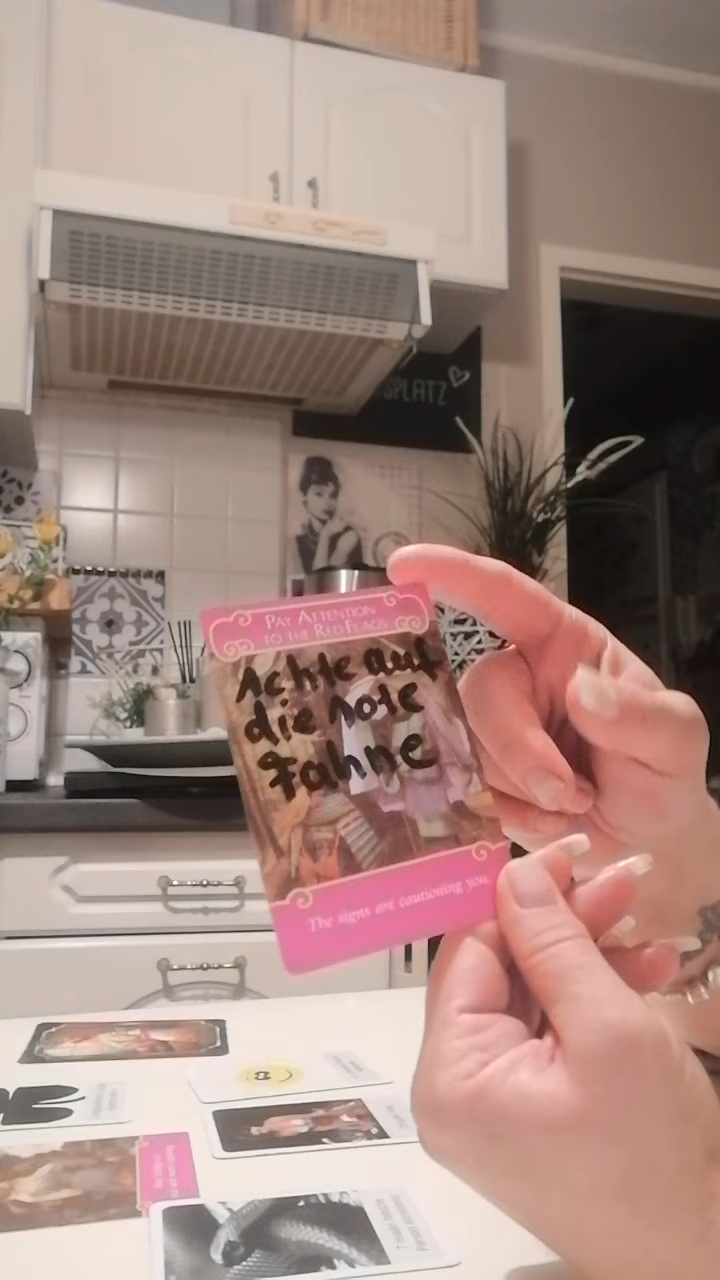 SPLATZ
PAY ATTENTION
TO THE RED FLAGS
Achte auf
die rote
Fahne
The signs are cautioning you.